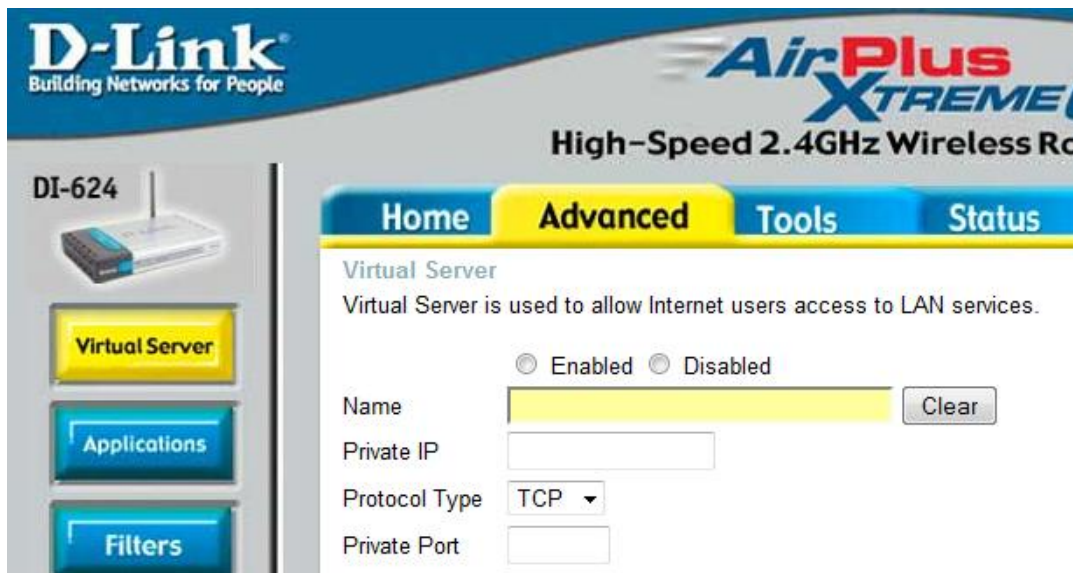 D-Link
Building Networks for People
AirPlus
XTREME
High-Speed 2.4GHz Wireless
DI-624
Home Advanced Tools Status
Virtual Server
Virtual Server is used to allow Internet users access to LAN services.
Virtual Server
Enabled Disabled
Name Clear
Applications
Private IP
Protocol Type TCP
Filters
Private Port